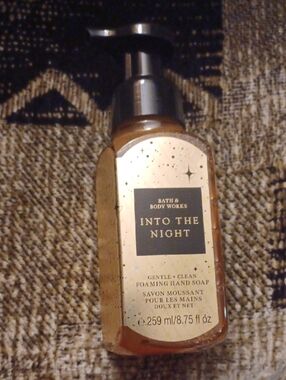 BATH &
BODY WORKS
INTO THE
NIGHT
GENTLE + CLEAN
FOAMING HAND SOAP
SAVON MOUSSANT
POUR LES MAINS
DOUX ET NET
e 259 ml/8.75 fl oz